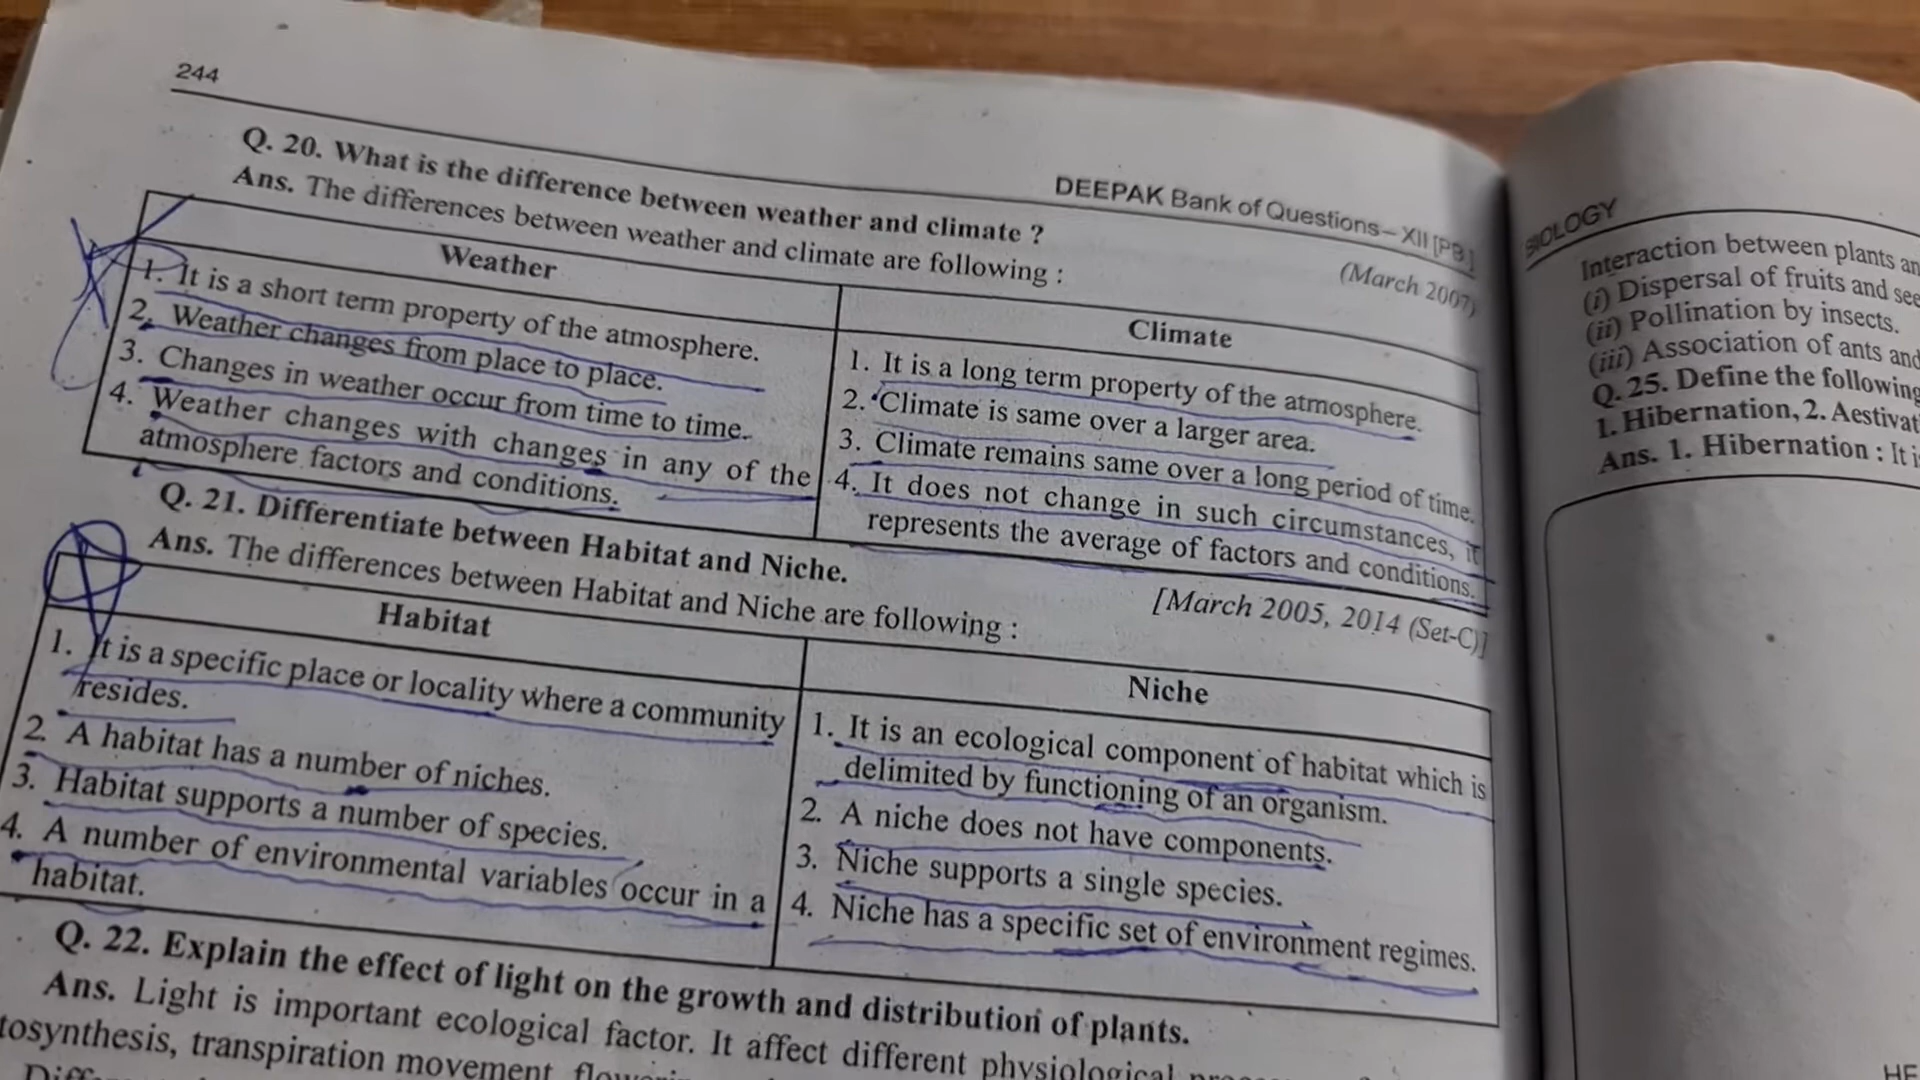 244
DEEPAK Bank of Questions – XII [PB]
Q. 20. What is the difference between weather and climate ?
(March 2007)
Ans. The differences between weather and climate are following :
Weather
1. It is a short term property of the atmosphere.
2. Weather changes from place to place.
3. Changes in weather occur from time to time.
4. Weather changes with changes in any of the
atmosphere factors and conditions.
Climate
1. It is a long term property of the atmosphere.
2. Climate is same over a larger area.
3. Climate remains same over a long period of time.
4. It does not change in such circumstances, it
represents the average of factors and conditions.
Q. 21. Differentiate between Habitat and Niche.
[March 2005, 2014 (Set-C)]
Ans. The differences between Habitat and Niche are following :
Habitat
1. It is a specific place or locality where a community
resides.
2. A habitat has a number of niches.
3. Habitat supports a number of species.
4. A number of environmental variables occur in a
habitat.
Niche
1. It is an ecological component of habitat which is
delimited by functioning of an organism.
2. A niche does not have components.
3. Niche supports a single species.
4. Niche has a specific set of environment regimes.
Q. 22. Explain the effect of light on the growth and distribution of plants.
Ans. Light is important ecological factor. It affect different physiological
tosynthesis, transpiration movement
BIOLOGY
Interaction between plants
(i) Dispersal of fruits and
(ii) Pollination by insects.
(iii) Association of ants and
Q. 25. Define the following
1. Hibernation, 2.
Ans. 1. Hibernation : It